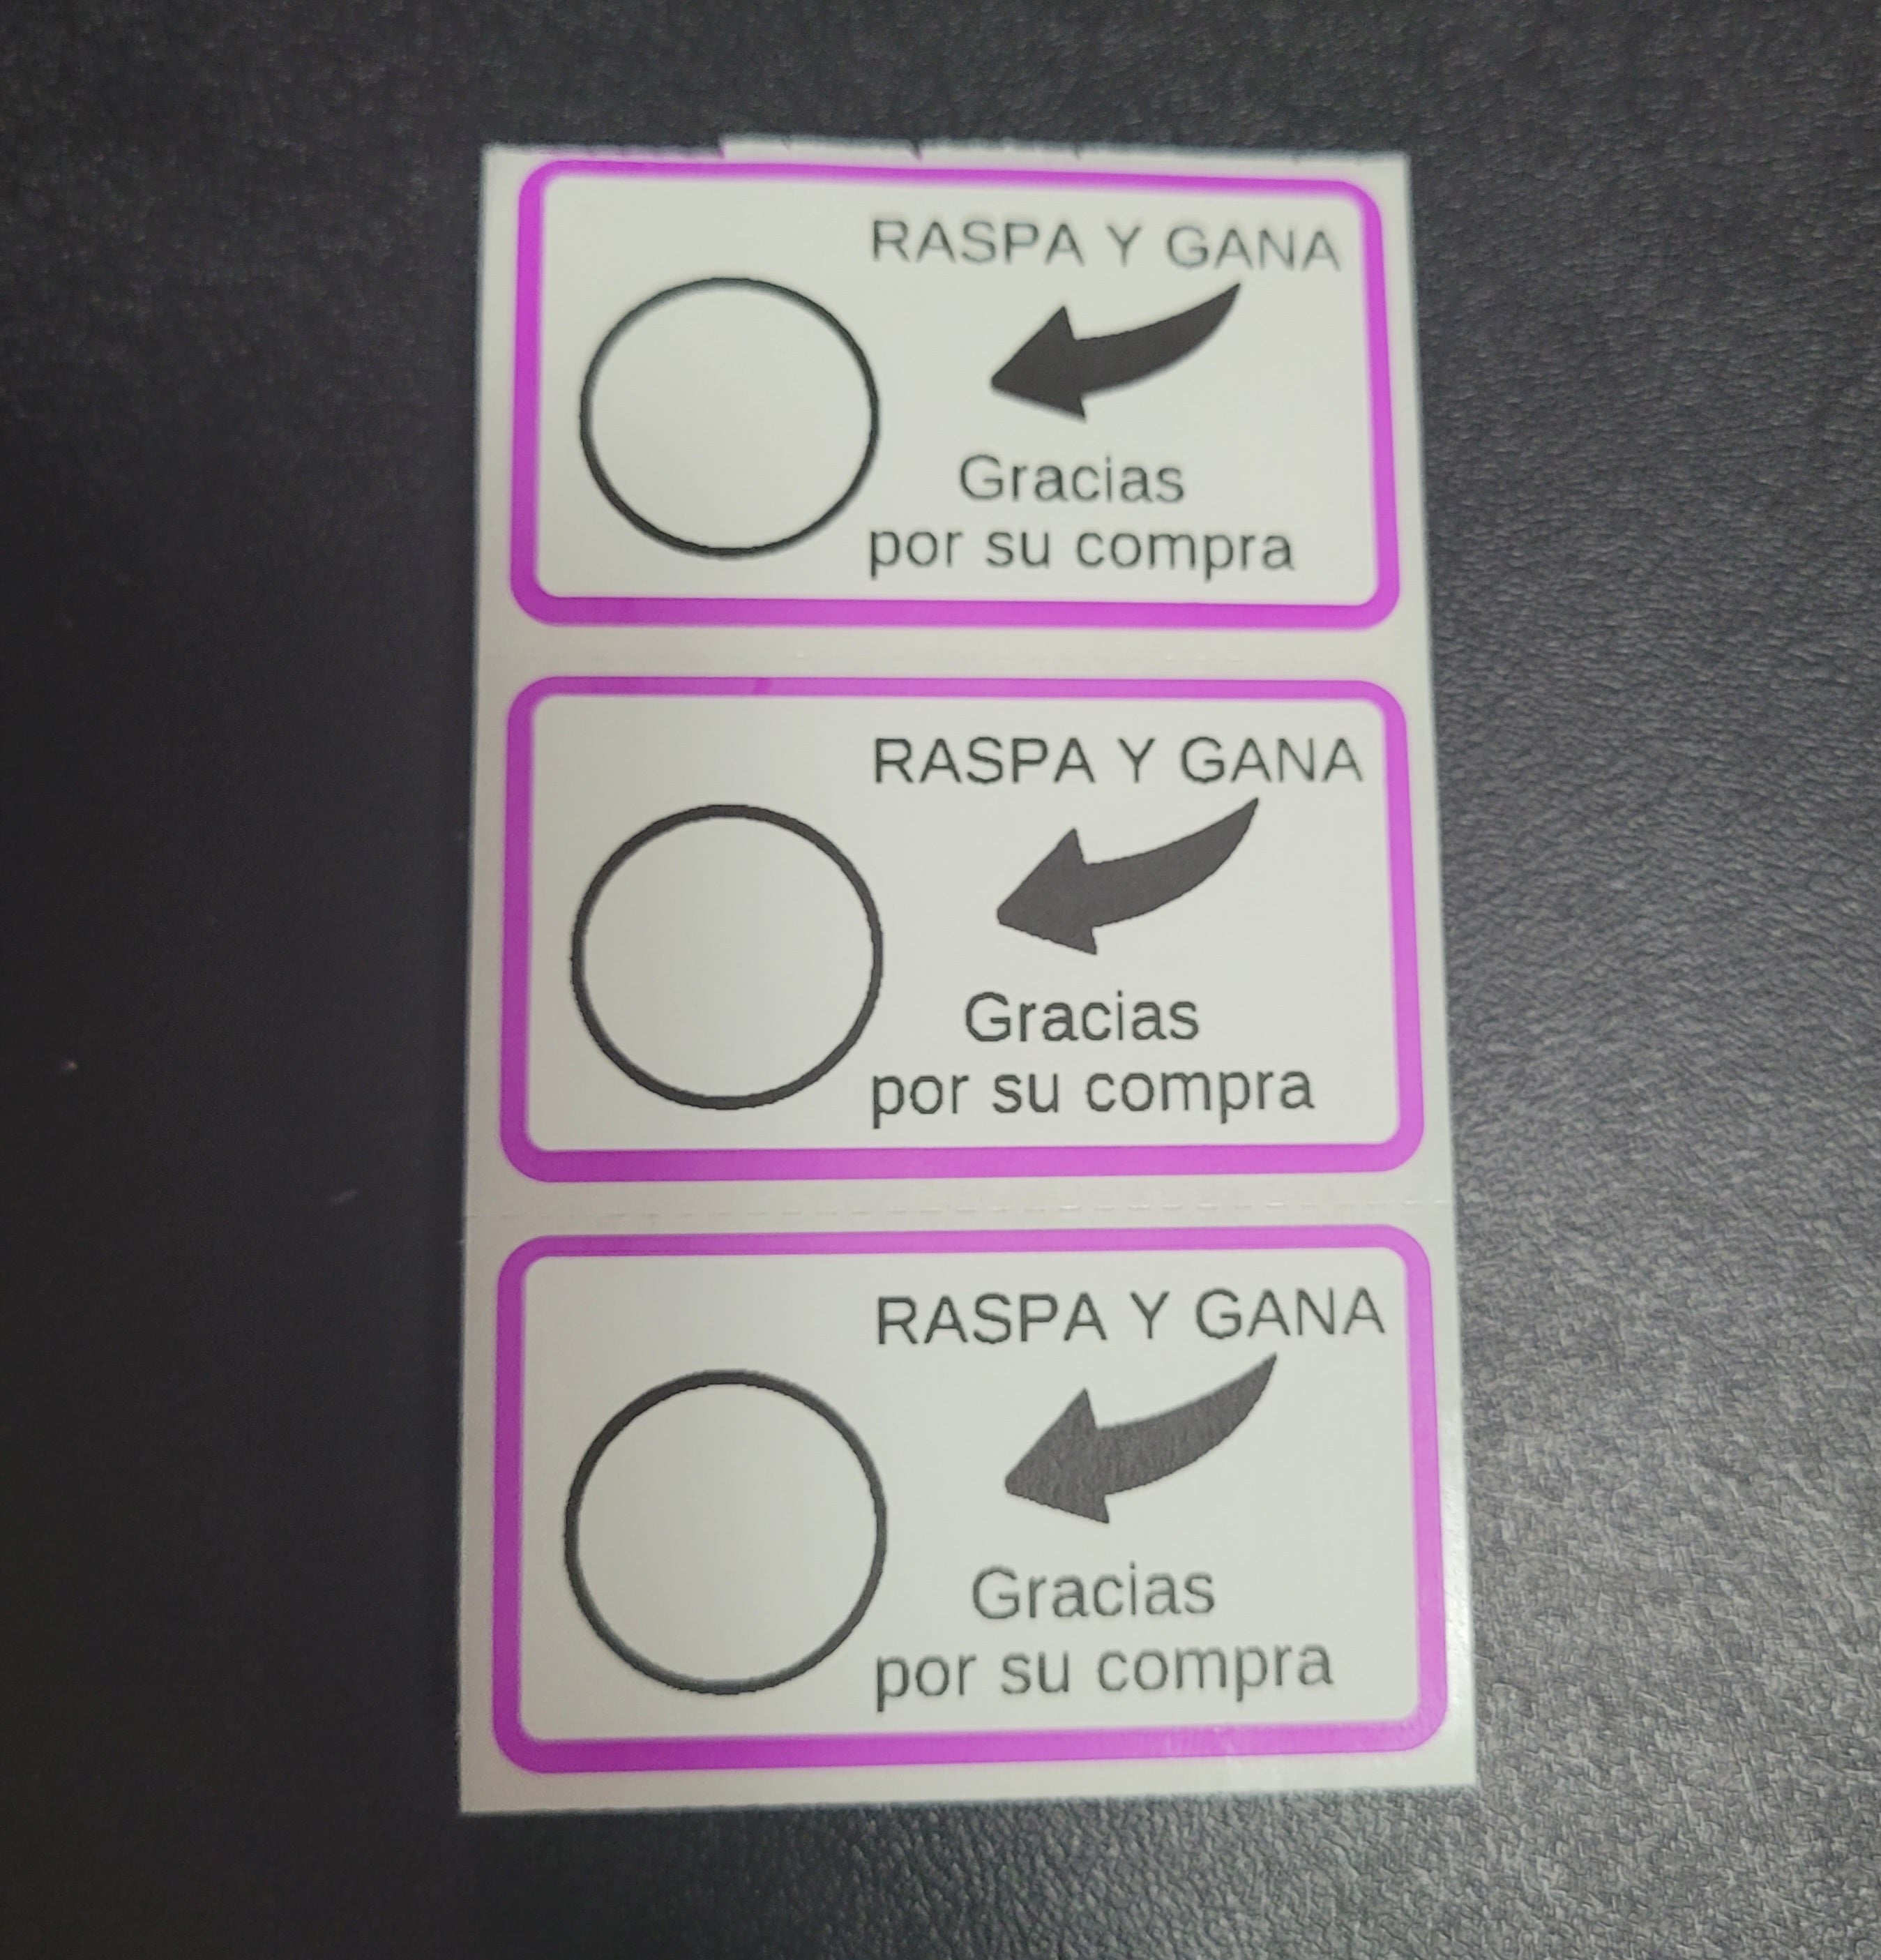 RASPA Y GANA
Gracias
por su compra
RASPA Y GANA
Gracias
por su compra
RASPA Y GANA
Gracias
por su compra